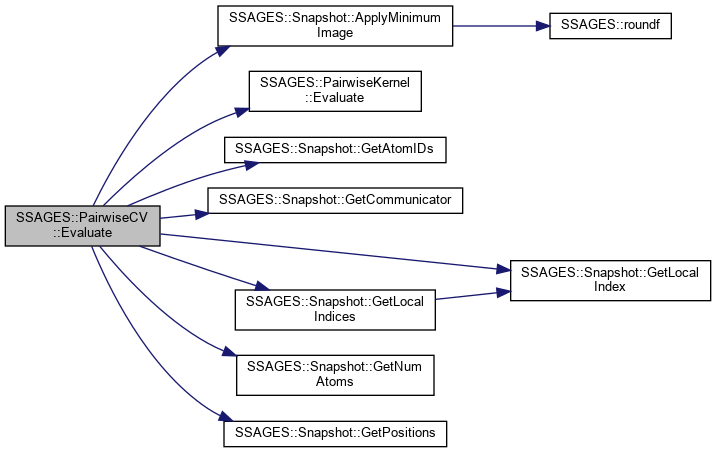 SSAGES::Snapshot::ApplyMinimum
Image
SSAGES::roundf
SSAGES::PairwiseKernel
::Evaluate
SSAGES::Snapshot::GetAtomIDs
SSAGES::Snapshot::GetCommunicator
SSAGES::PairwiseCV
::Evaluate
SSAGES::Snapshot::GetLocal
Index
SSAGES::Snapshot::GetLocal
Indices
SSAGES::Snapshot::GetNum
Atoms
SSAGES::Snapshot::GetPositions